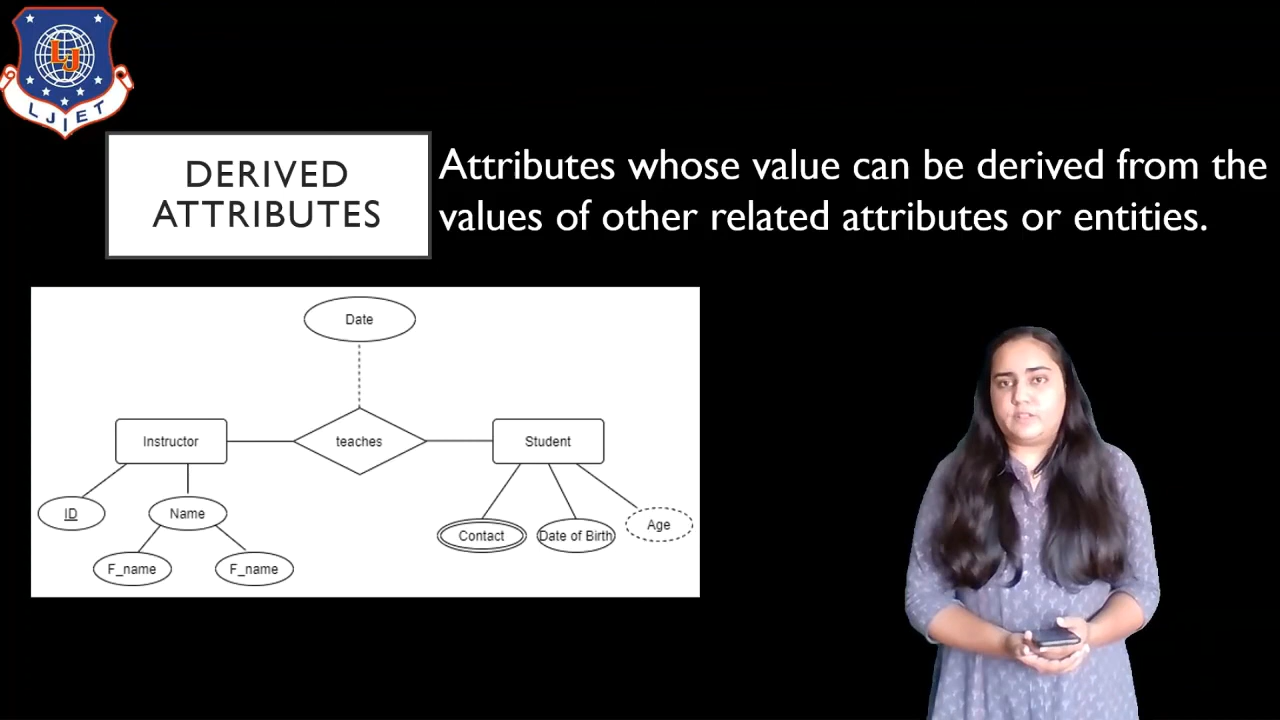 LJ
LJIET
DERIVED
ATTRIBUTES
Attributes whose value can be derived from the
values of other related attributes or entities.
Date
Instructor
teaches
Student
ID
Name
Contact
Date of Birth
Age
F_name
F_name